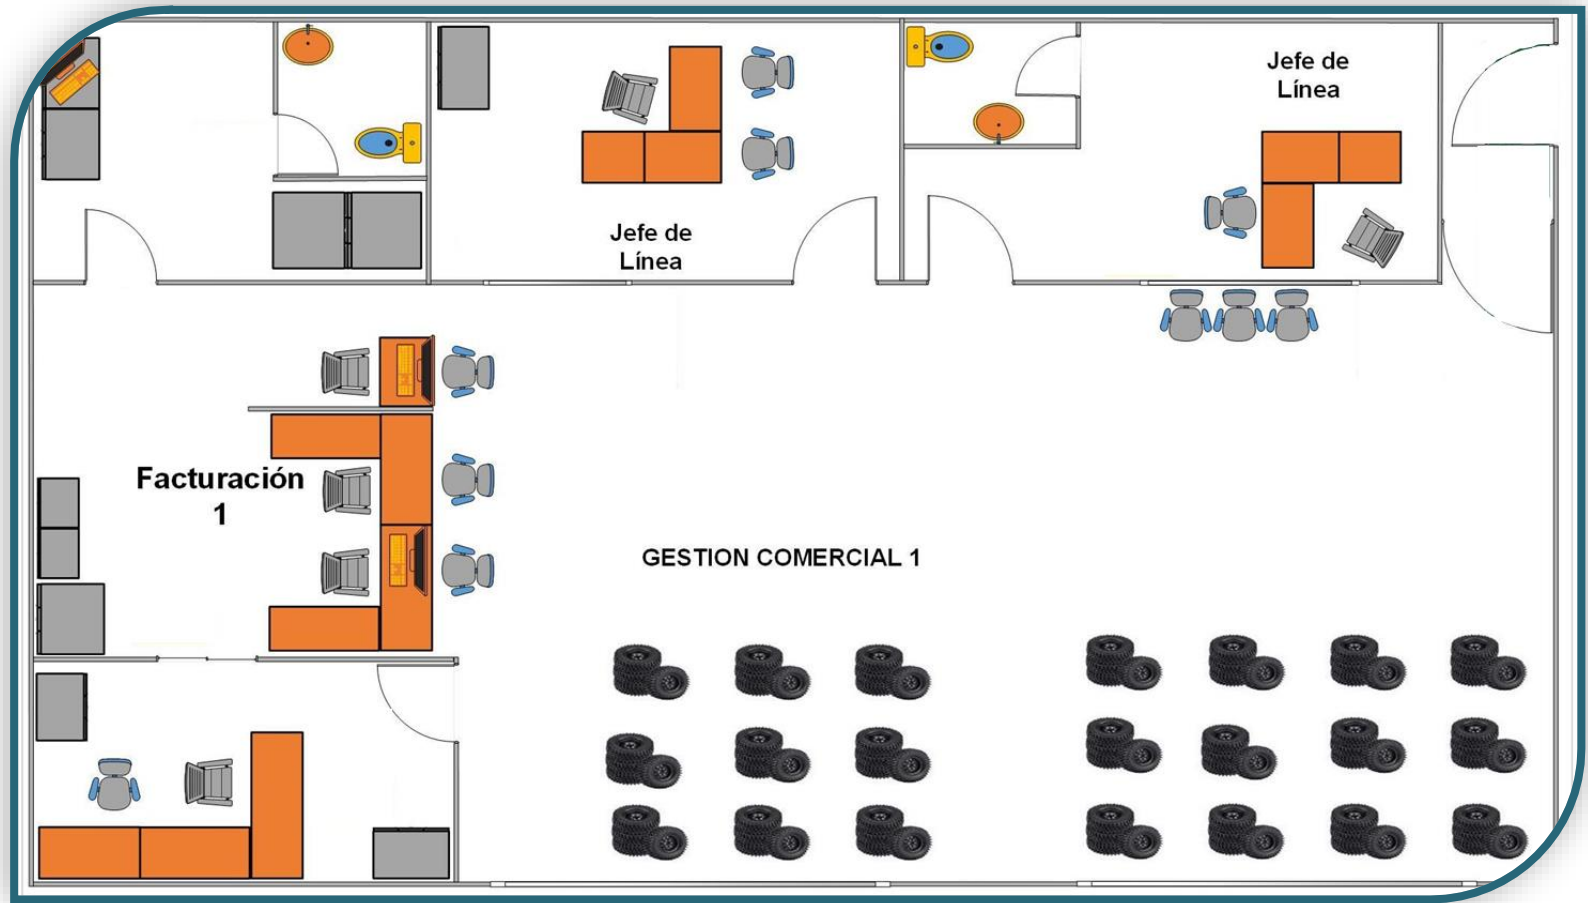 Jefe de
Línea
Jefe de
Línea
Facturación
1
GESTION COMERCIAL 1